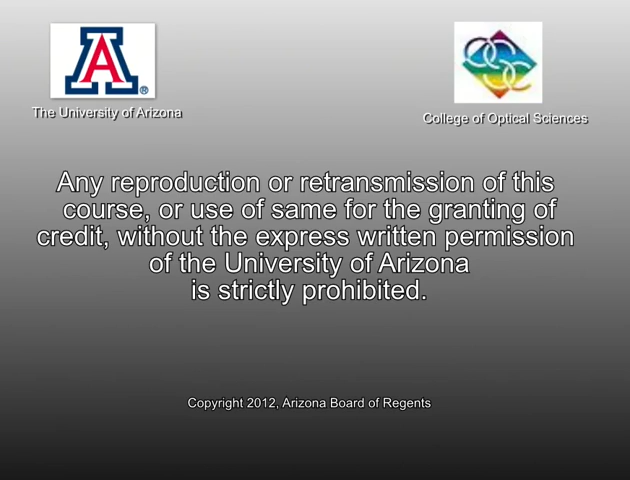 A®
The University of Arizona
College of Optical Sciences
Any reproduction or retransmission of this
course, or use of same for the granting of
credit, without the express written permission
of the University of Arizona
is strictly prohibited.
Copyright 2012, Arizona Board of Regents